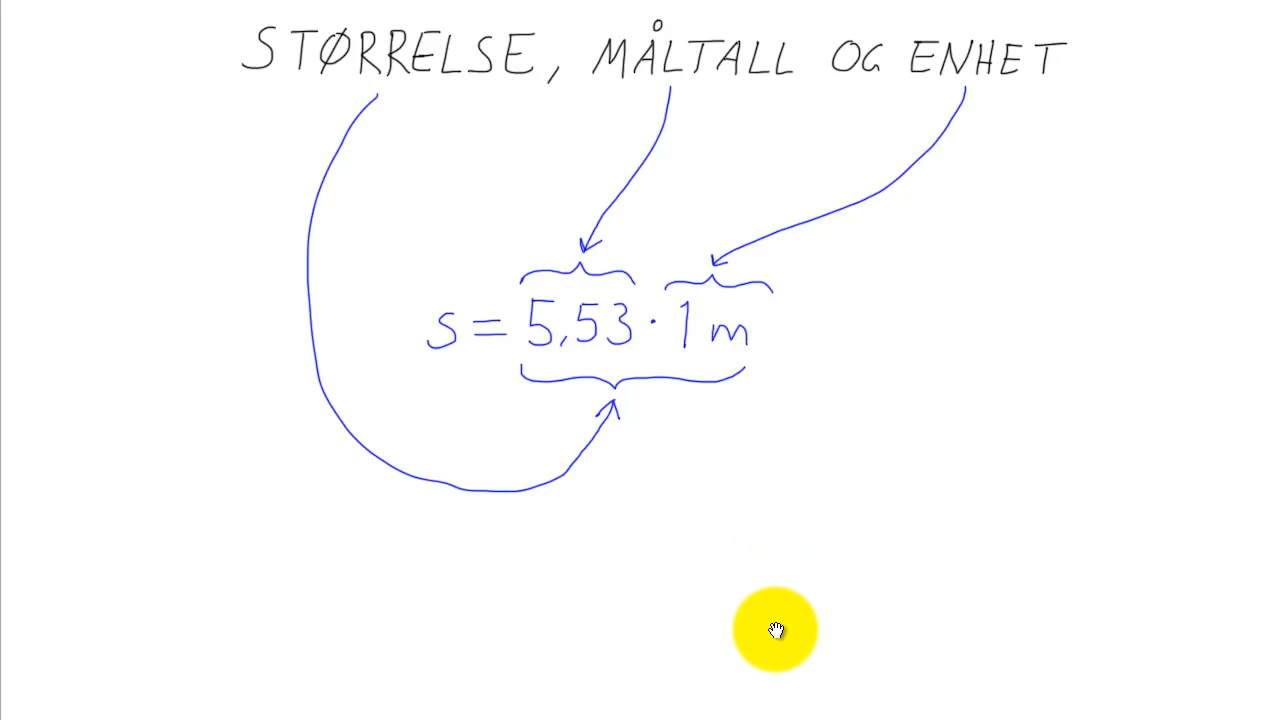 STØRRELSE, MÅLTALL OG ENHET
s = 5,53 · 1 m